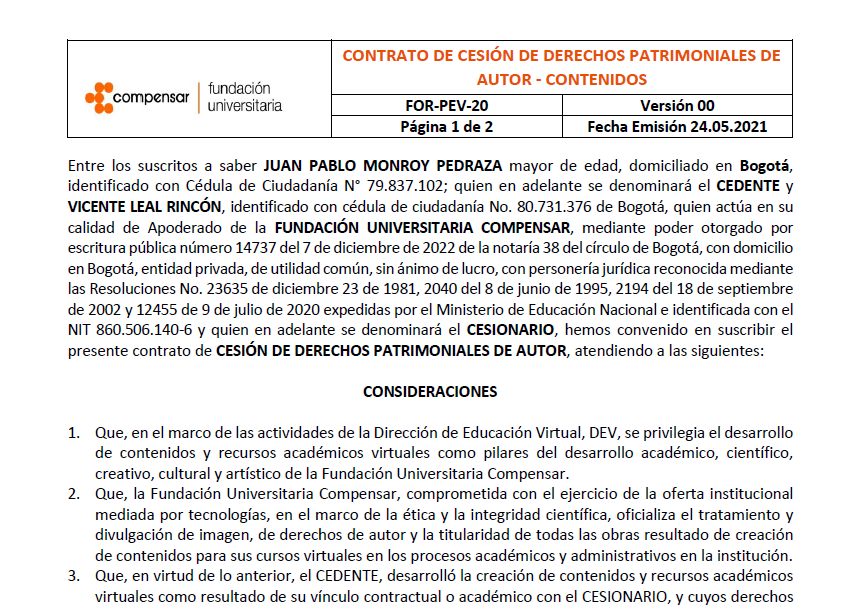 compensar
fundación
universitaria
CONTRATO DE CESIÓN DE DERECHOS PATRIMONIALES DE
AUTOR - CONTENIDOS
FOR-PEV-20
Versión 00
Página 1 de 2
Fecha Emisión 24.05.2021
Entre los suscritos a saber JUAN PABLO MONROY PEDRAZA mayor de edad, domiciliado en Bogotá,
identificado con Cédula de Ciudadanía N° 79.837.102; quien en adelante se denominará el CEDENTE y
VICENTE LEAL RINCÓN, identificado con cédula de ciudadanía No. 80.731.376 de Bogotá, quien actúa en su
calidad de Apoderado de la FUNDACIÓN UNIVERSITARIA COMPENSAR, mediante poder otorgado por
escritura pública número 14737 del 7 de diciembre de 2022 de la notaría 38 del círculo de Bogotá, con domicilio
en Bogotá, entidad privada, de utilidad común, sin ánimo de lucro, con personería jurídica reconocida mediante
las Resoluciones No. 23635 de diciembre 23 de 1981, 2040 del 8 de junio de 1995, 2194 del 18 de septiembre
de 2002 y 12455 de 9 de julio de 2020 expedidas por el Ministerio de Educación Nacional e identificada con el
NIT 860.506.140-6 y quien en adelante se denominará el CESIONARIO, hemos convenido en suscribir el
presente contrato de CESIÓN DE DERECHOS PATRIMONIALES DE AUTOR, atendiendo a las siguientes:
CONSIDERACIONES
1. Que, en el marco de las actividades de la Dirección de Educación Virtual, DEV, se privilegia el desarrollo
de contenidos y recursos académicos virtuales como pilares del desarrollo académico, científico,
creativo, cultural y artístico de la Fundación Universitaria Compensar.
2. Que, la Fundación Universitaria Compensar, comprometida con el ejercicio de la oferta institucional
mediada por tecnologías, en el marco de la ética y la integridad científica, oficializa el tratamiento y
divulgación de imagen, de derechos de autor y la titularidad de todas las obras resultado de creación
de contenidos para sus cursos virtuales en los procesos académicos y administrativos en la institución.
3. Que, en virtud de lo anterior, el CEDENTE, desarrolló la creación de contenidos y recursos académicos
virtuales como resultado de su vínculo contractual o académico con el CESIONARIO, y cuyos derechos